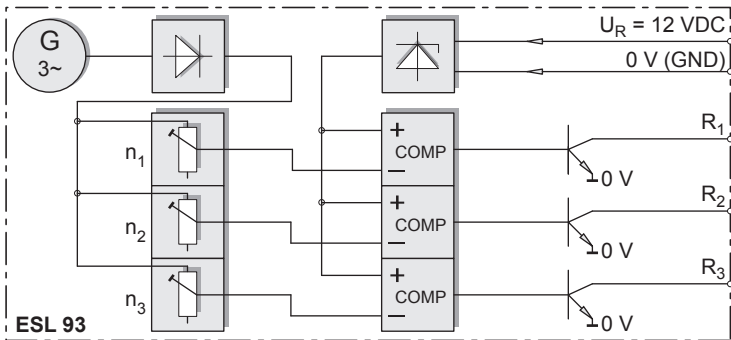 G
3~
U_R = 12 VDC
0 V (GND)
n_1
+
COMP
−
R_1
0 V
n_2
+
COMP
−
R_2
0 V
n_3
+
COMP
−
R_3
0 V
ESL 93